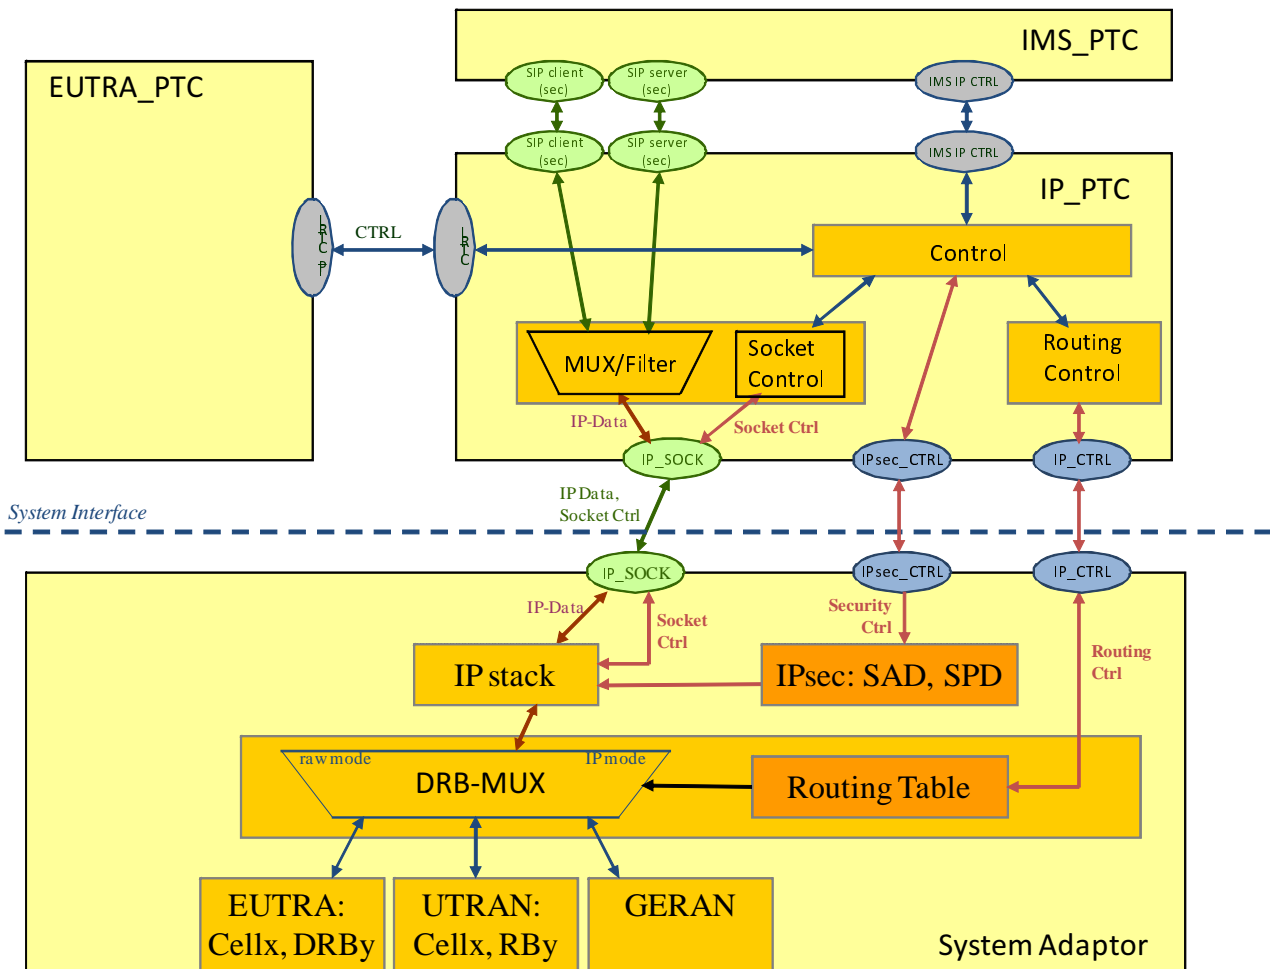 IMS_PTC
EUTRA_PTC
SIP client
(sec)
SIP server
(sec)
IMS IP CTRL
SIP client
(sec)
SIP server
(sec)
IMS IP CTRL
IP_PTC
CTRL
Control
MUX/Filter
Socket
Control
Routing
Control
IP-Data
Socket Ctrl
IP_SOCK
IPsec_CTRL
IP_CTRL
IP Data,
Socket Ctrl
System Interface
IP_SOCK
IPsec_CTRL
IP_CTRL
IP-Data
Socket
Ctrl
Security
Ctrl
Routing
Ctrl
IP stack
IPsec: SAD, SPD
raw mode
IP mode
DRB-MUX
Routing Table
EUTRA:
Cellx, DRBy
UTRAN:
Cellx, RBy
GERAN
System Adaptor